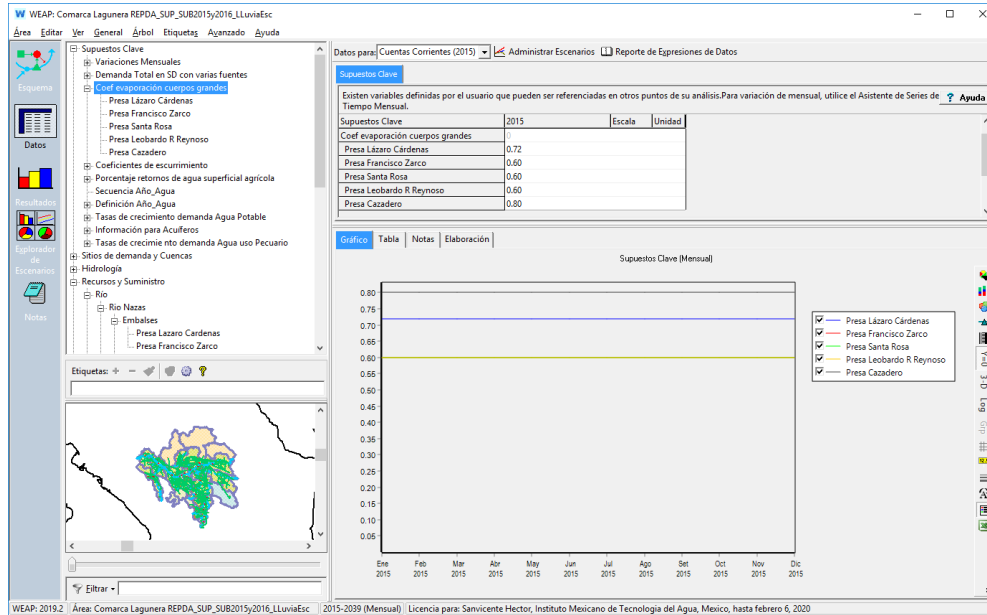 WEAP: Comarca Lagunera REPDA_SUP_SUB2015y2016_LLuviaEsc
Área Editar Ver General Árbol Etiquetas Avanzado Ayuda
Esquema
Datos
Resultados
Explorador
de
Escenarios
Notas
Supuestos Clave
Variaciones Mensuales
Demanda Total en SD con varias fuentes
Coef evaporación cuerpos grandes
Presa Lázaro Cárdenas
Presa Francisco Zarco
Presa Santa Rosa
Presa Leobardo R Reynoso
Presa Cazadero
Coeficientes de escurrimiento
Porcentaje retornos de agua superficial agrícola
Secuencia Año_Agua
Definición Año_Agua
Tasas de crecimiento demanda Agua Potable
Información para Acuíferos
Tasas de crecimie nto demanda Agua uso Pecuario
Sitios de demanda y Cuencas
Hidrología
Recursos y Suministro
Río
Rio Nazas
Embalses
Presa Lazaro Cardenas
Presa Francisco Zarco
Etiquetas:
Filtrar
Datos para: Cuentas Corrientes (2015) Administrar Escenarios Reporte de Expresiones de Datos
Supuestos Clave
Existen variables definidas por el usuario que pueden ser referenciadas en otros puntos de su análisis.Para variación de mensual, utilice el Asistente de Series de
Tiempo Mensual.
? Ayuda
Supuestos Clave 2015 Escala Unidad
Coef evaporación cuerpos grandes 0
Presa Lázaro Cárdenas 0.72
Presa Francisco Zarco 0.60
Presa Santa Rosa 0.60
Presa Leobardo R Reynoso 0.60
Presa Cazadero 0.80
Gráfico Tabla Notas Elaboración
Supuestos Clave (Mensual)
0.80
0.75
0.70
0.65
0.60
0.55
0.50
0.45
0.40
0.35
0.30
0.25
0.20
0.15
0.10
0.05
Ene Feb Mar Abr May Jun Jul Ago Set Oct Nov Dic
2015 2015 2015 2015 2015 2015 2015 2015 2015 2015 2015 2015
Presa Lázaro Cárdenas
Presa Francisco Zarco
Presa Santa Rosa
Presa Leobardo R Reynoso
Presa Cazadero
3-D
Log
WEAP: 2019.2 Área: Comarca Lagunera REPDA_SUP_SUB2015y2016_LLuviaEsc 2015-2039 (Mensual) Licencia para: Sanvicente Hector, Instituto Mexicano de Tecnologia del Agua, Mexico, hasta febrero 6, 2020